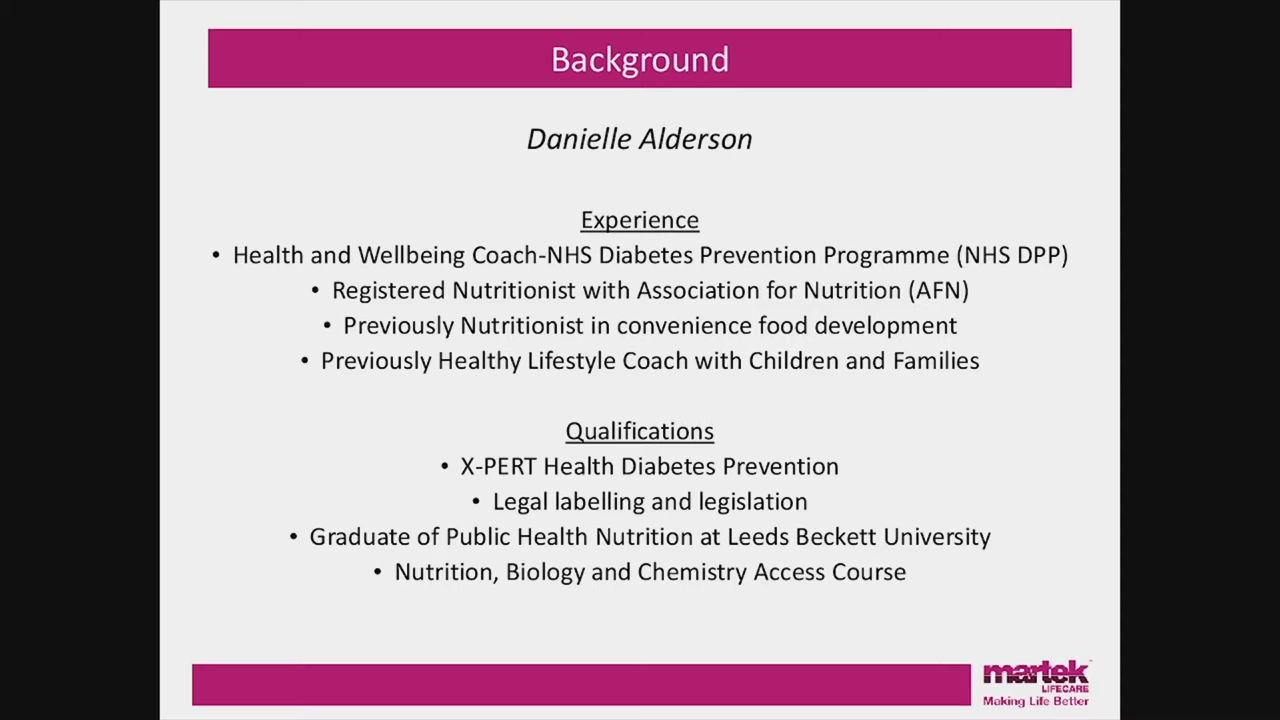 Background
Danielle Alderson
Experience
• Health and Wellbeing Coach-NHS Diabetes Prevention Programme (NHS DPP)
• Registered Nutritionist with Association for Nutrition (AFN)
• Previously Nutritionist in convenience food development
• Previously Healthy Lifestyle Coach with Children and Families
Qualifications
• X-PERT Health Diabetes Prevention
• Legal labelling and legislation
• Graduate of Public Health Nutrition at Leeds Beckett University
• Nutrition, Biology and Chemistry Access Course
martek
LIFECARE
Making Life Better